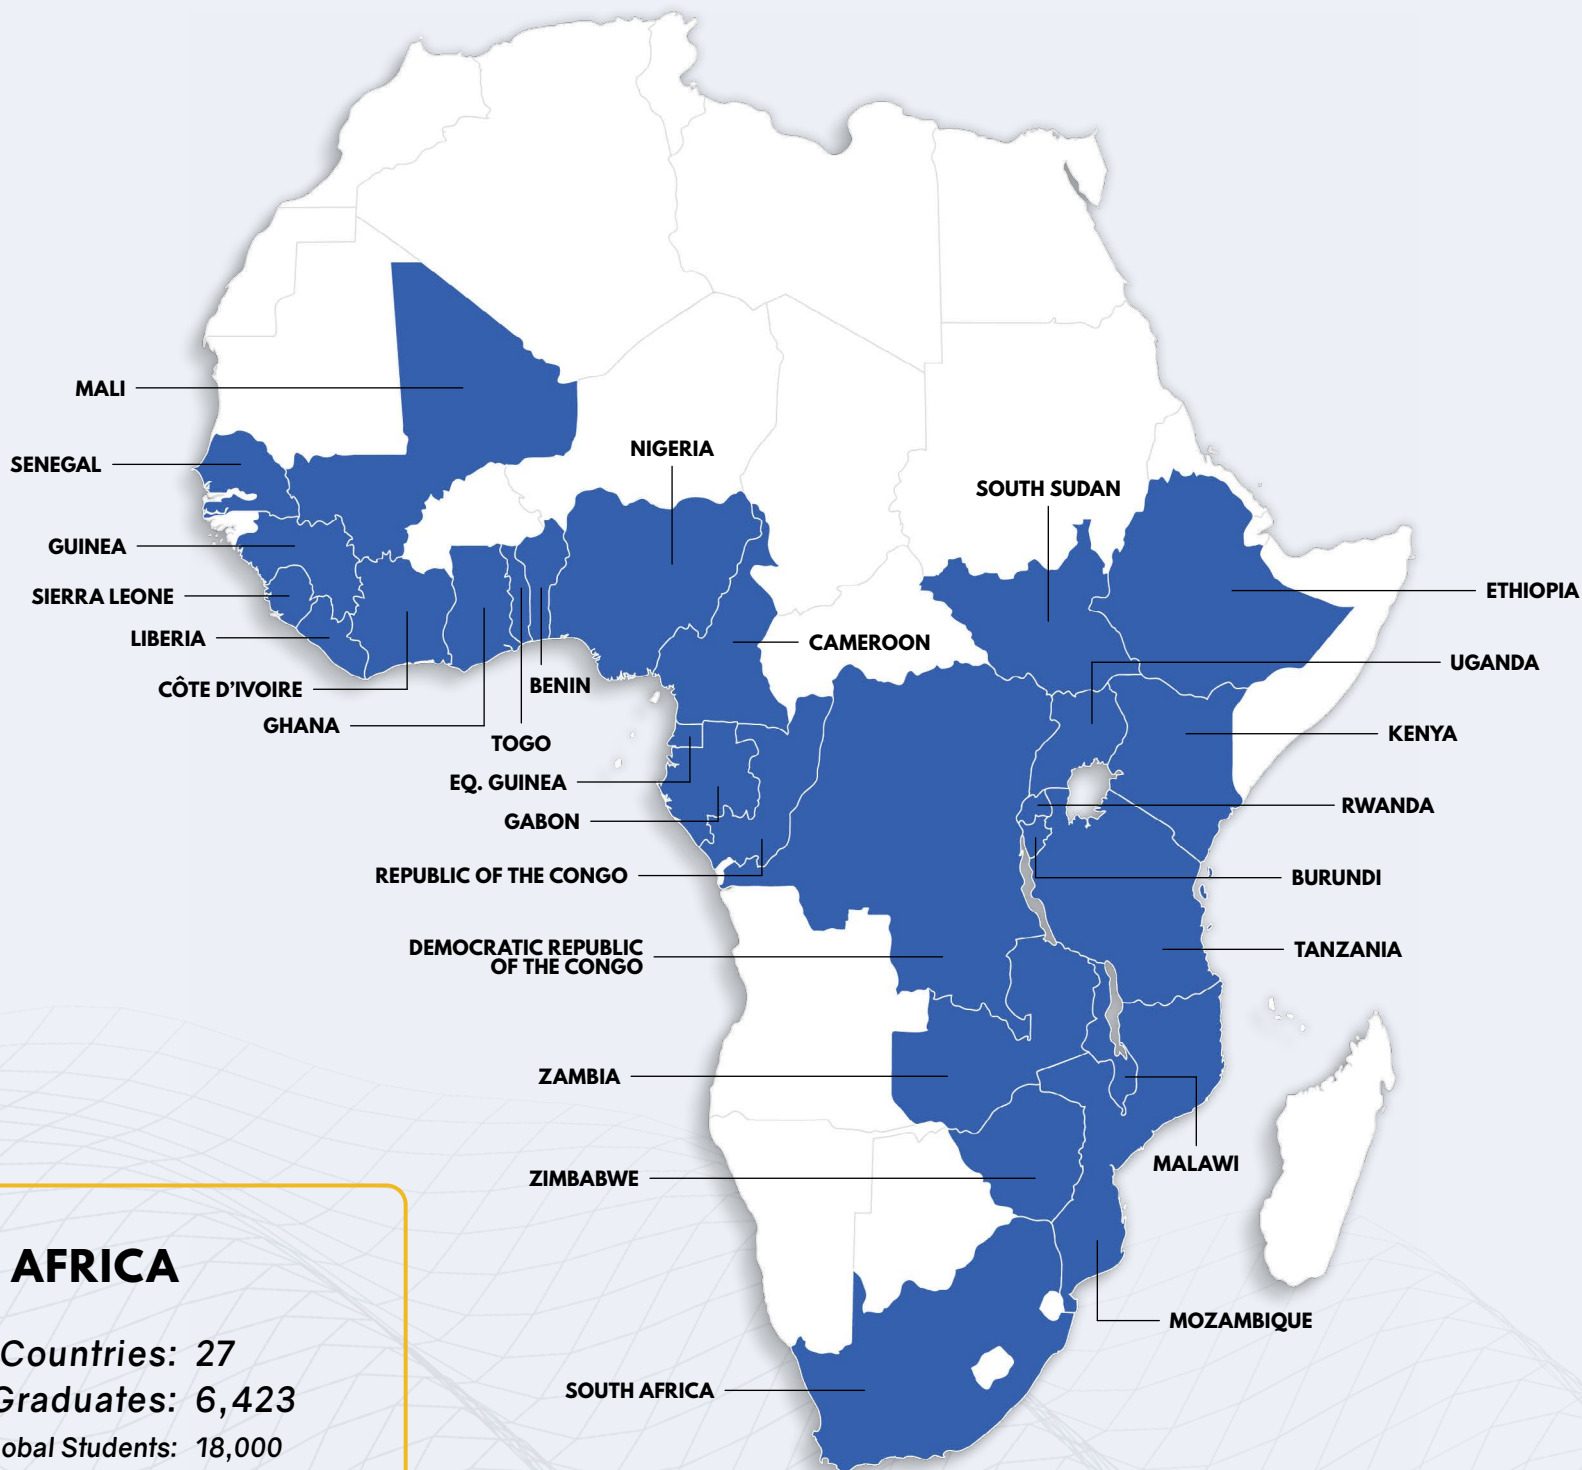 MALI
SENEGAL
NIGERIA
SOUTH SUDAN
GUINEA
SIERRA LEONE
ETHIOPIA
LIBERIA
CAMEROON
UGANDA
CÔTE D’IVOIRE
BENIN
GHANA
TOGO
KENYA
EQ. GUINEA
RWANDA
GABON
REPUBLIC OF THE CONGO
BURUNDI
DEMOCRATIC REPUBLIC
OF THE CONGO
TANZANIA
ZAMBIA
MALAWI
ZIMBABWE
MOZAMBIQUE
SOUTH AFRICA
AFRICA
Countries: 27
Graduates: 6,423
obal Students: 18,000